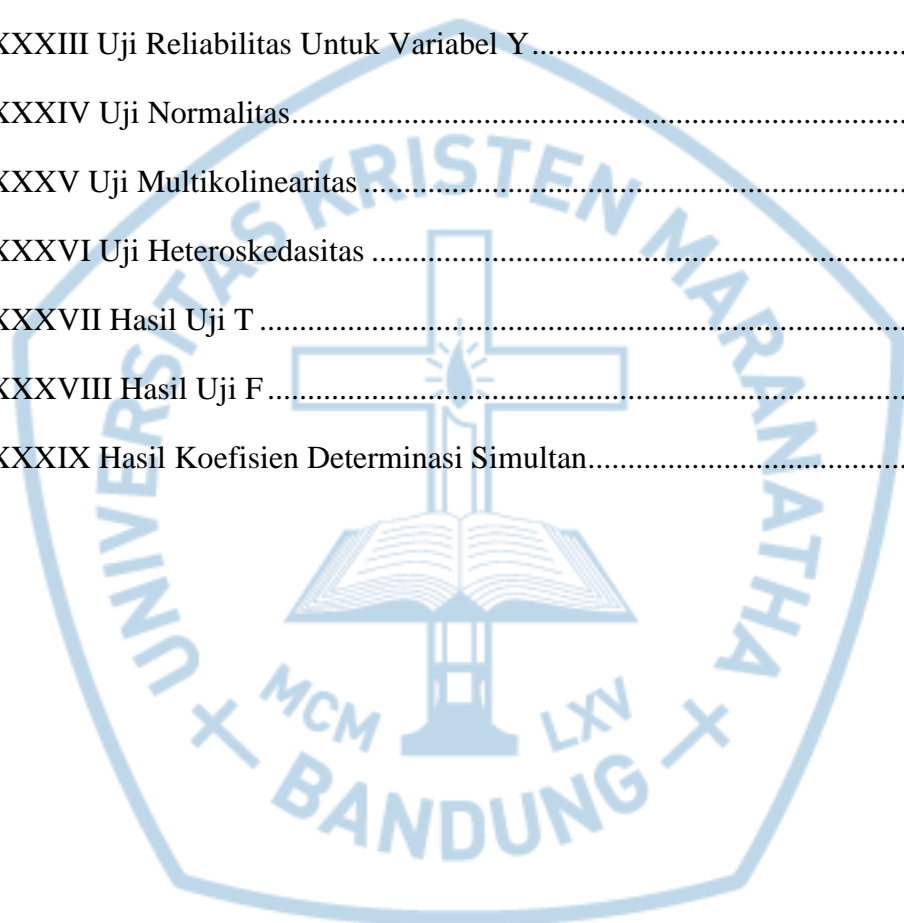 XXXIII Uji Reliabilitas Untuk Variabel Y................................................
XXXIV Uji Normalitas................................................................................
XXXV Uji Multikolinearitas......................................................................
XXXVI Uji Heteroskedasitas.....................................................................
XXXVII Hasil Uji T....................................................................................
XXXVIII Hasil Uji F...................................................................................
XXXIX Hasil Koefisien Determinasi Simultan.........................................
UNIVERSITAS KRISTEN MARANATHA
MCM LXV
BANDUNG